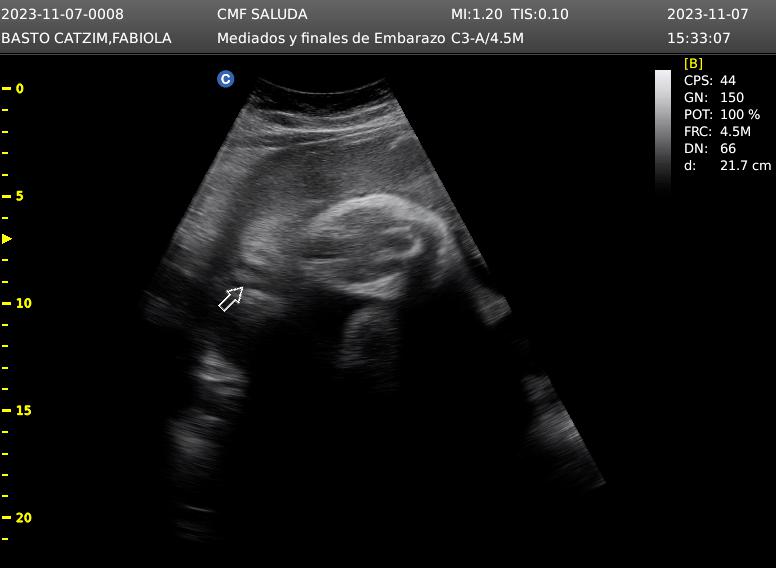 2023-11-07-0008 CMF SALUDA MI:1.20 TIS:0.10 2023-11-07
BASTO CATZIM,FABIOLA Mediados y finales de Embarazo C3-A/4.5M 15:33:07
C
[B]
CPS: 44
GN: 150
POT: 100 %
FRC: 4.5M
DN: 66
d: 21.7 cm
0
5
10
15
20